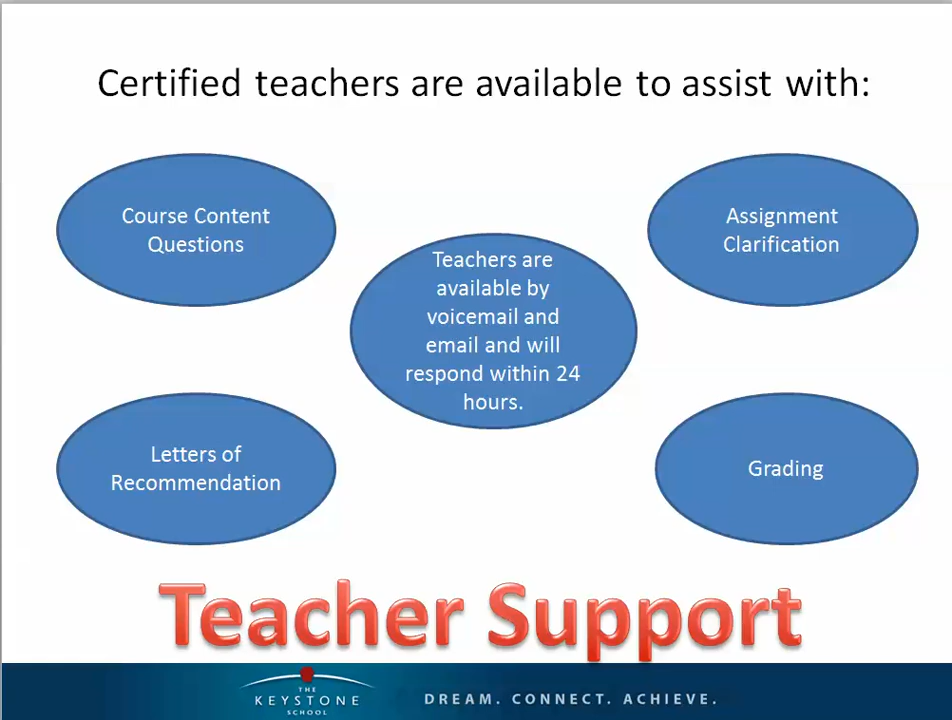 Certified teachers are available to assist with:
Course Content
Questions
Assignment
Clarification
Teachers are
available by
voicemail and
email and will
respond within 24
hours.
Letters of
Recommendation
Grading
Teacher Support
THE
KEYSTONE
SCHOOL
DREAM. CONNECT. ACHIEVE.